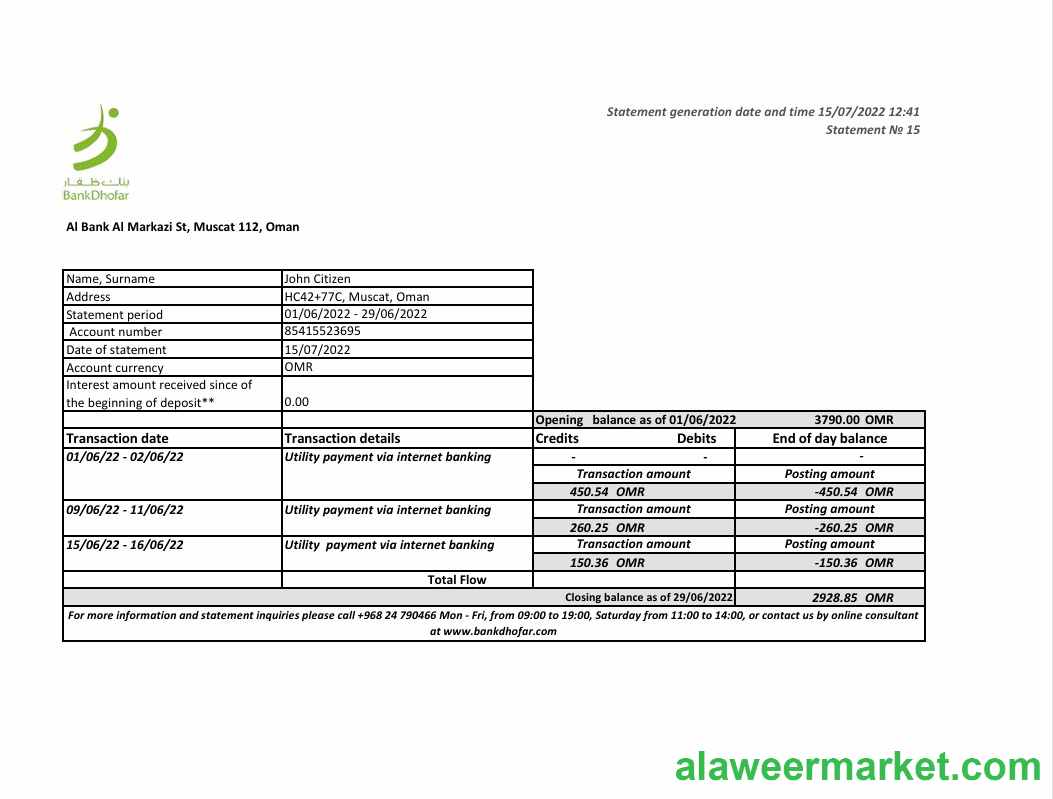 Statement generation date and time 15/07/2022 12:41
Statement № 15
بنك ظفار
BankDhofar
Al Bank Al Markazi St, Muscat 112, Oman
Name, Surname John Citizen
Address HC42+77C, Muscat, Oman
Statement period 01/06/2022 - 29/06/2022
Account number 85415523695
Date of statement 15/07/2022
Account currency OMR
Interest amount received since of
the beginning of deposit** 0.00
Opening balance as of 01/06/2022 3790.00 OMR
Transaction date Transaction details Credits Debits End of day balance
01/06/22 - 02/06/22 Utility payment via internet banking - - -
Transaction amount Posting amount
450.54 OMR -450.54 OMR
09/06/22 - 11/06/22 Utility payment via internet banking Transaction amount Posting amount
260.25 OMR -260.25 OMR
15/06/22 - 16/06/22 Utility payment via internet banking Transaction amount Posting amount
150.36 OMR -150.36 OMR
Total Flow
Closing balance as of 29/06/2022 2928.85 OMR
For more information and statement inquiries please call +968 24 790466 Mon - Fri, from 09:00 to 19:00, Saturday from 11:00 to 14:00, or contact us by online consultant
at www.bankdhofar.com
alaweermarket.com